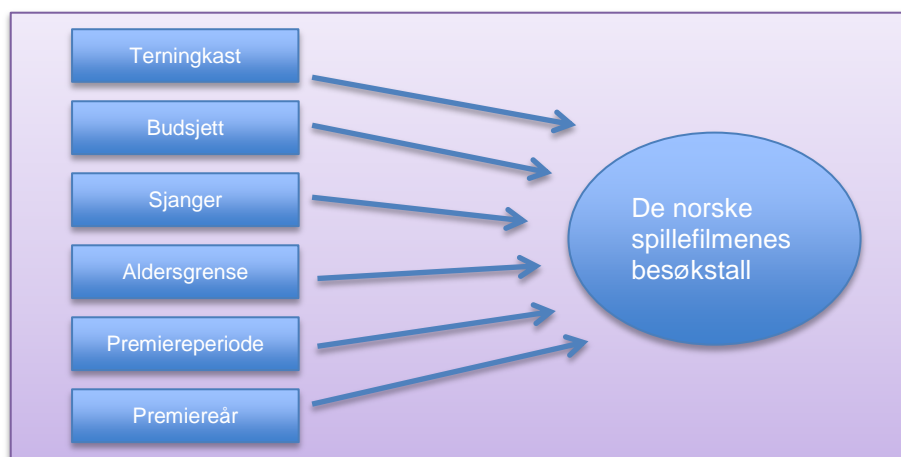 Terningkast
Budsjett
Sjanger
Aldersgrense
Premiereperiode
Premiereår
De norske
spillefilmenes
besøkstall